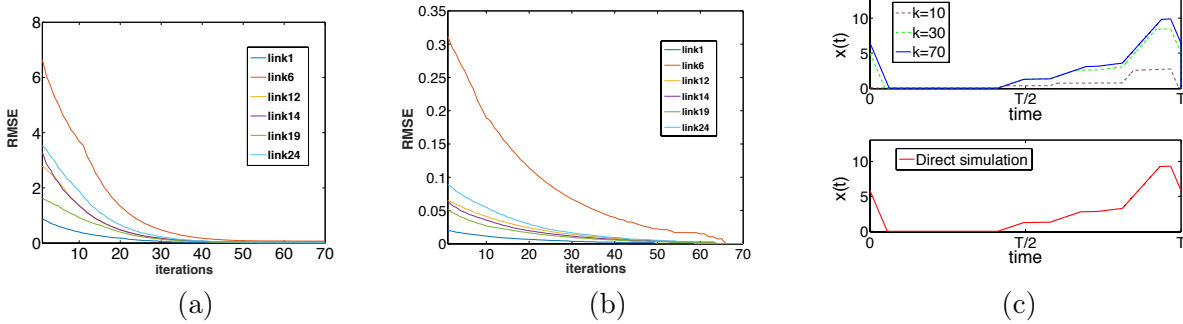 8
6
4
2
0
RMSE
10
20
30
40
50
60
70
iterations
link1
link6
link12
link14
link19
link24
(a)
0.35
0.3
0.25
0.2
0.15
0.1
0.05
0
RMSE
0
10
20
30
40
50
60
70
iterations
link1
link6
link12
link14
link19
link24
(b)
10
5
0
x(t)
k=10
k=30
k=70
0
T/2
T
time
10
5
0
x(t)
Direct simulation
0
T/2
T
time
(c)